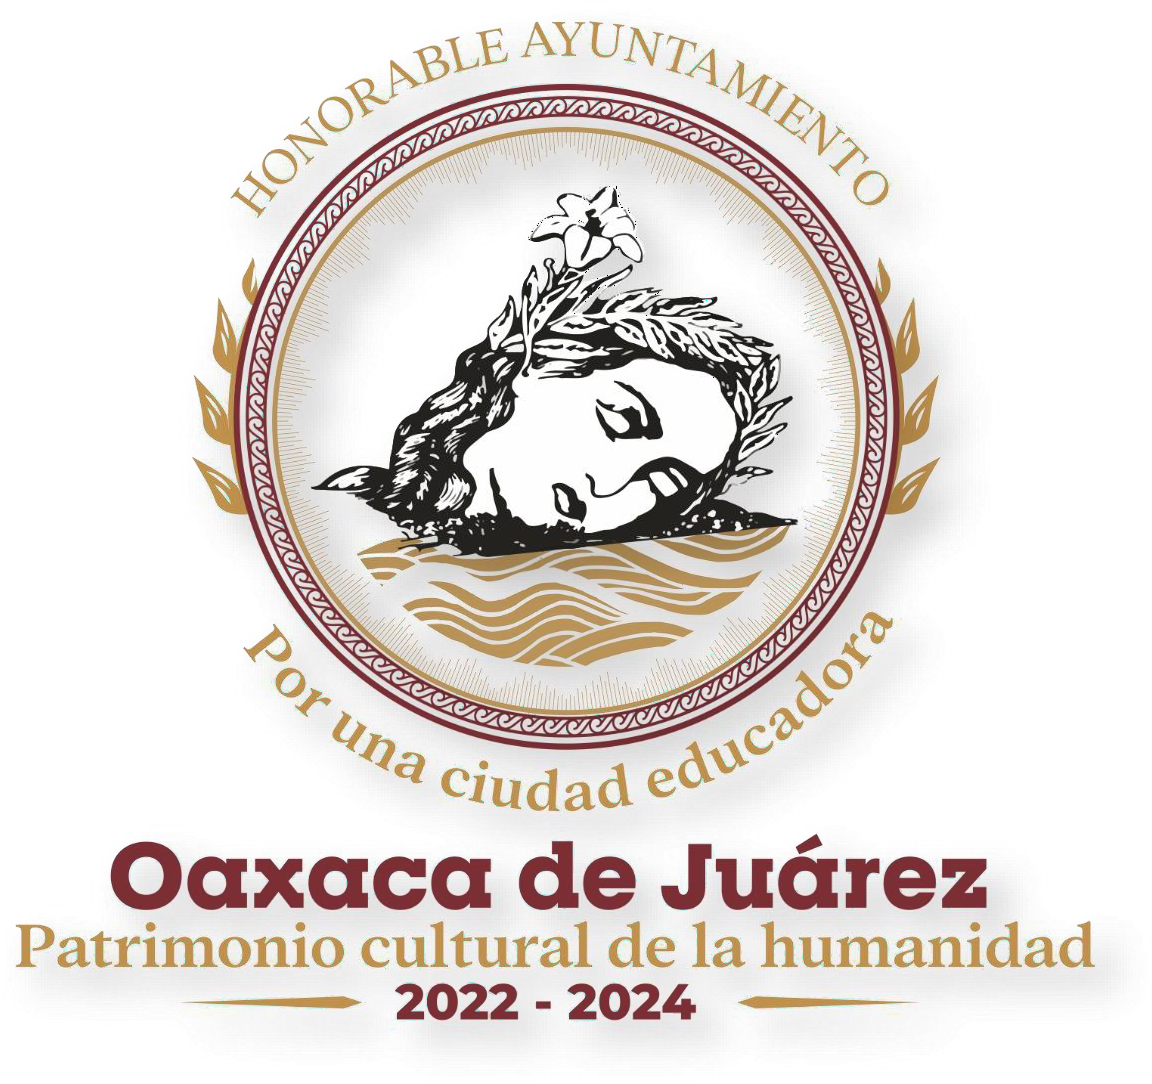 HONORABLE AYUNTAMIENTO
Por una ciudad educadora
Oaxaca de Juárez
Patrimonio cultural de la humanidad
2022 - 2024